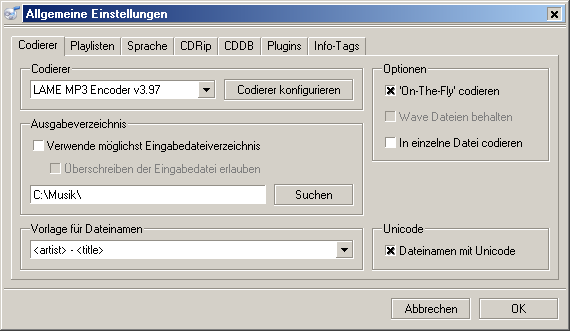 Allgemeine Einstellungen
Codierer Playlisten Sprache CDRip CDDB Plugins Info-Tags
Codierer
LAME MP3 Encoder v3.97
Codierer konfigurieren
Optionen
'On-The-Fly' codieren
Wave Dateien behalten
In einzelne Datei codieren
Ausgabeverzeichnis
Verwende möglichst Eingabedateiverzeichnis
Überschreiben der Eingabedatei erlauben
C:\Musik\
Suchen
Vorlage für Dateinamen
<artist> - <title>
Unicode
Dateinamen mit Unicode
Abbrechen
OK